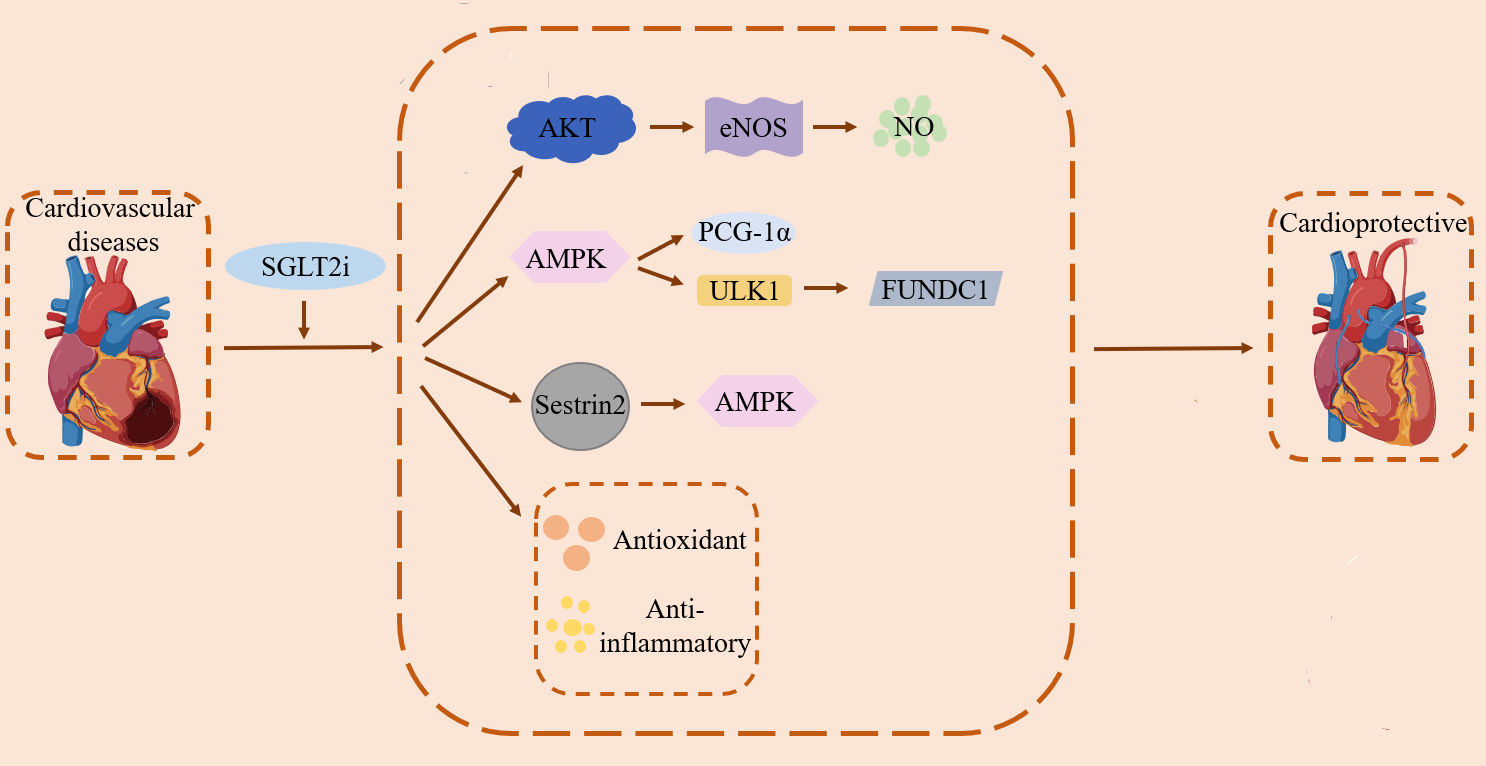 Cardiovascular
diseases
SGLT2i
AKT
eNOS
NO
AMPK
PCG-1α
ULK1
FUNDC1
Sestrin2
AMPK
Antioxidant
Anti-
inflammatory
Cardioprotective